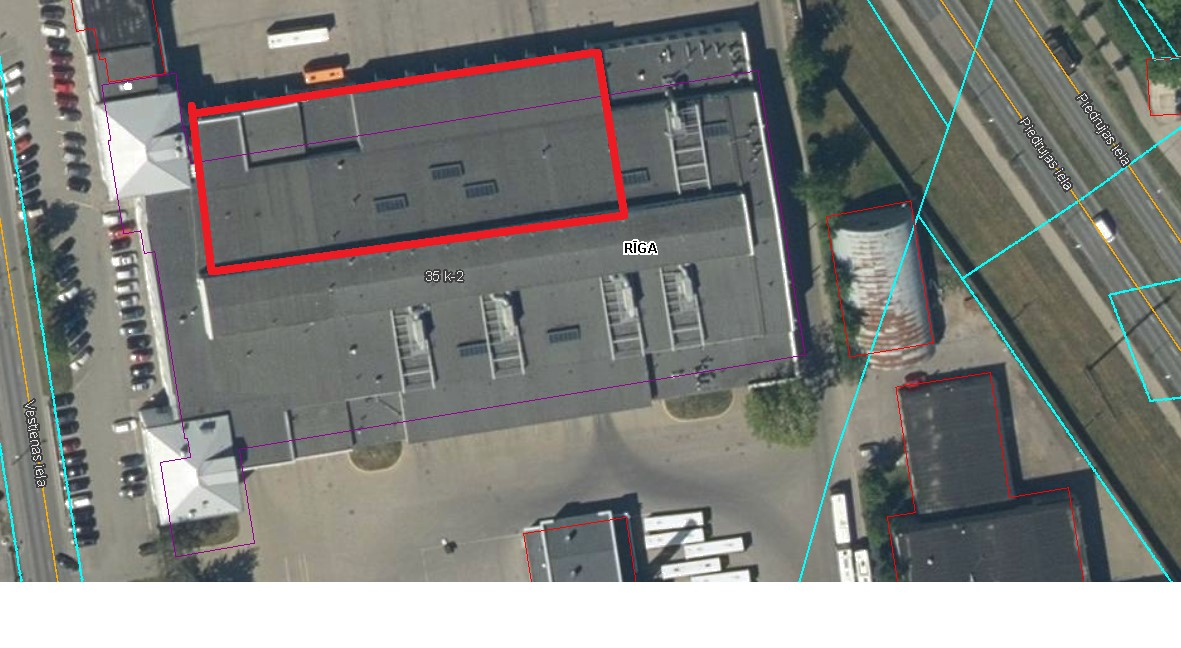 Piedrujas iela
Piedrujas iela
RĪGA
35 k-2
Vestienas iela